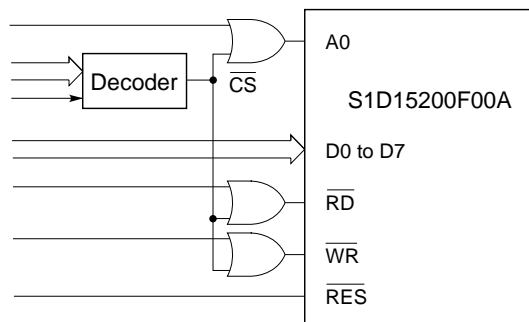 A0
Decoder
CS
S1D15200F00A
D0 to D7
RD
WR
RES